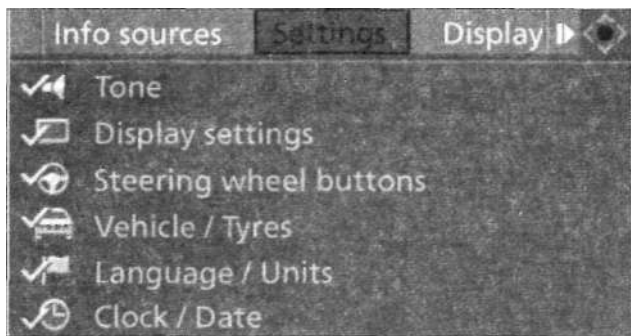 Info sources Settings Display
Tone
Display settings
Steering wheel buttons
Vehicle / Tyres
Language / Units
Clock / Date